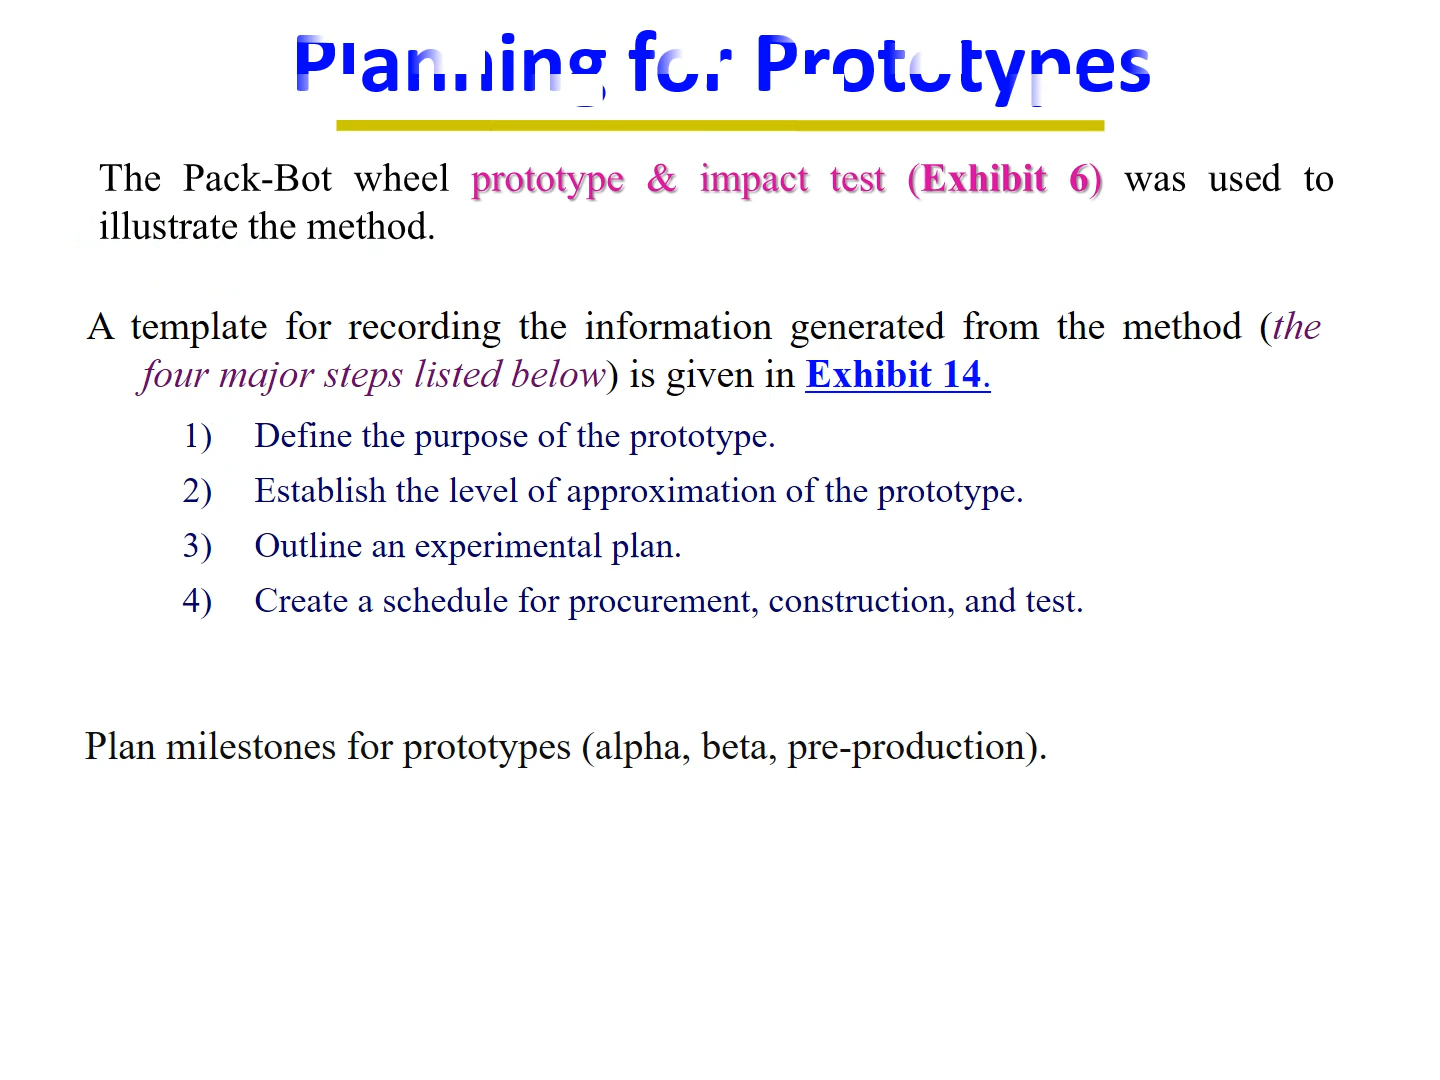 Planning for Prototypes
The Pack-Bot wheel prototype & impact test (Exhibit 6) was used to
illustrate the method.
A template for recording the information generated from the method (the
four major steps listed below) is given in Exhibit 14.
1) Define the purpose of the prototype.
2) Establish the level of approximation of the prototype.
3) Outline an experimental plan.
4) Create a schedule for procurement, construction, and test.
Plan milestones for prototypes (alpha, beta, pre-production).